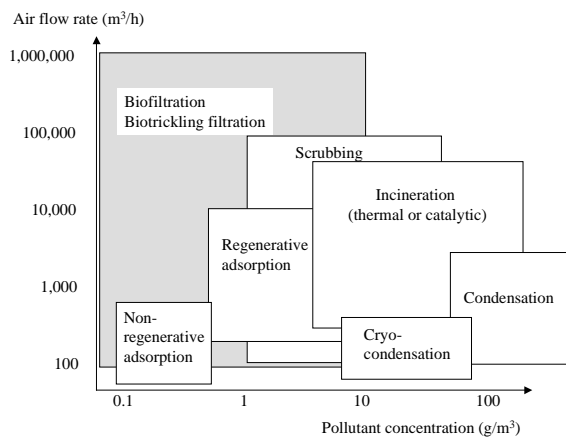 Air flow rate (m³/h)
1,000,000
Biofiltration
Biotrickling filtration
100,000
Scrubbing
Incineration
(thermal or catalytic)
10,000
Regenerative
adsorption
1,000
Condensation
Non-
regenerative
adsorption
Cryo-
condensation
100
0.1
1
10
100
Pollutant concentration (g/m³)